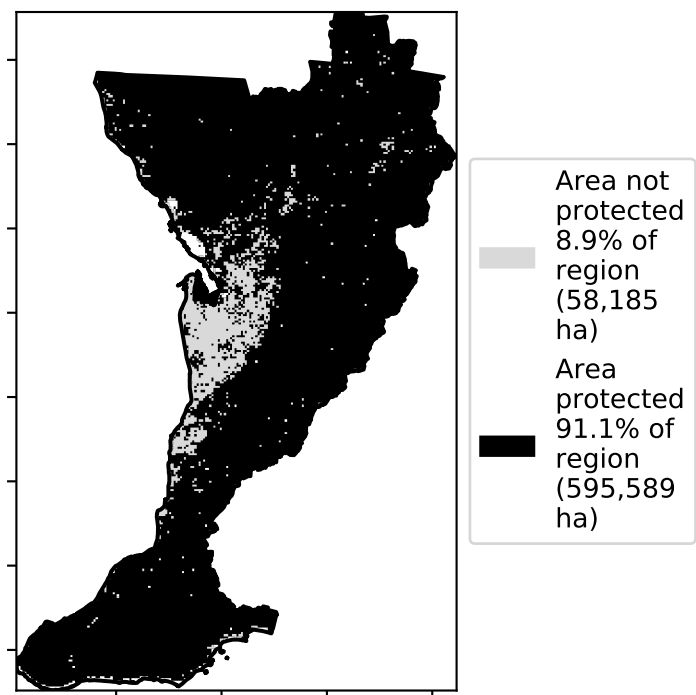 Area not
protected
8.9% of
region
(58,185
ha)
Area
protected
91.1% of
region
(595,589
ha)